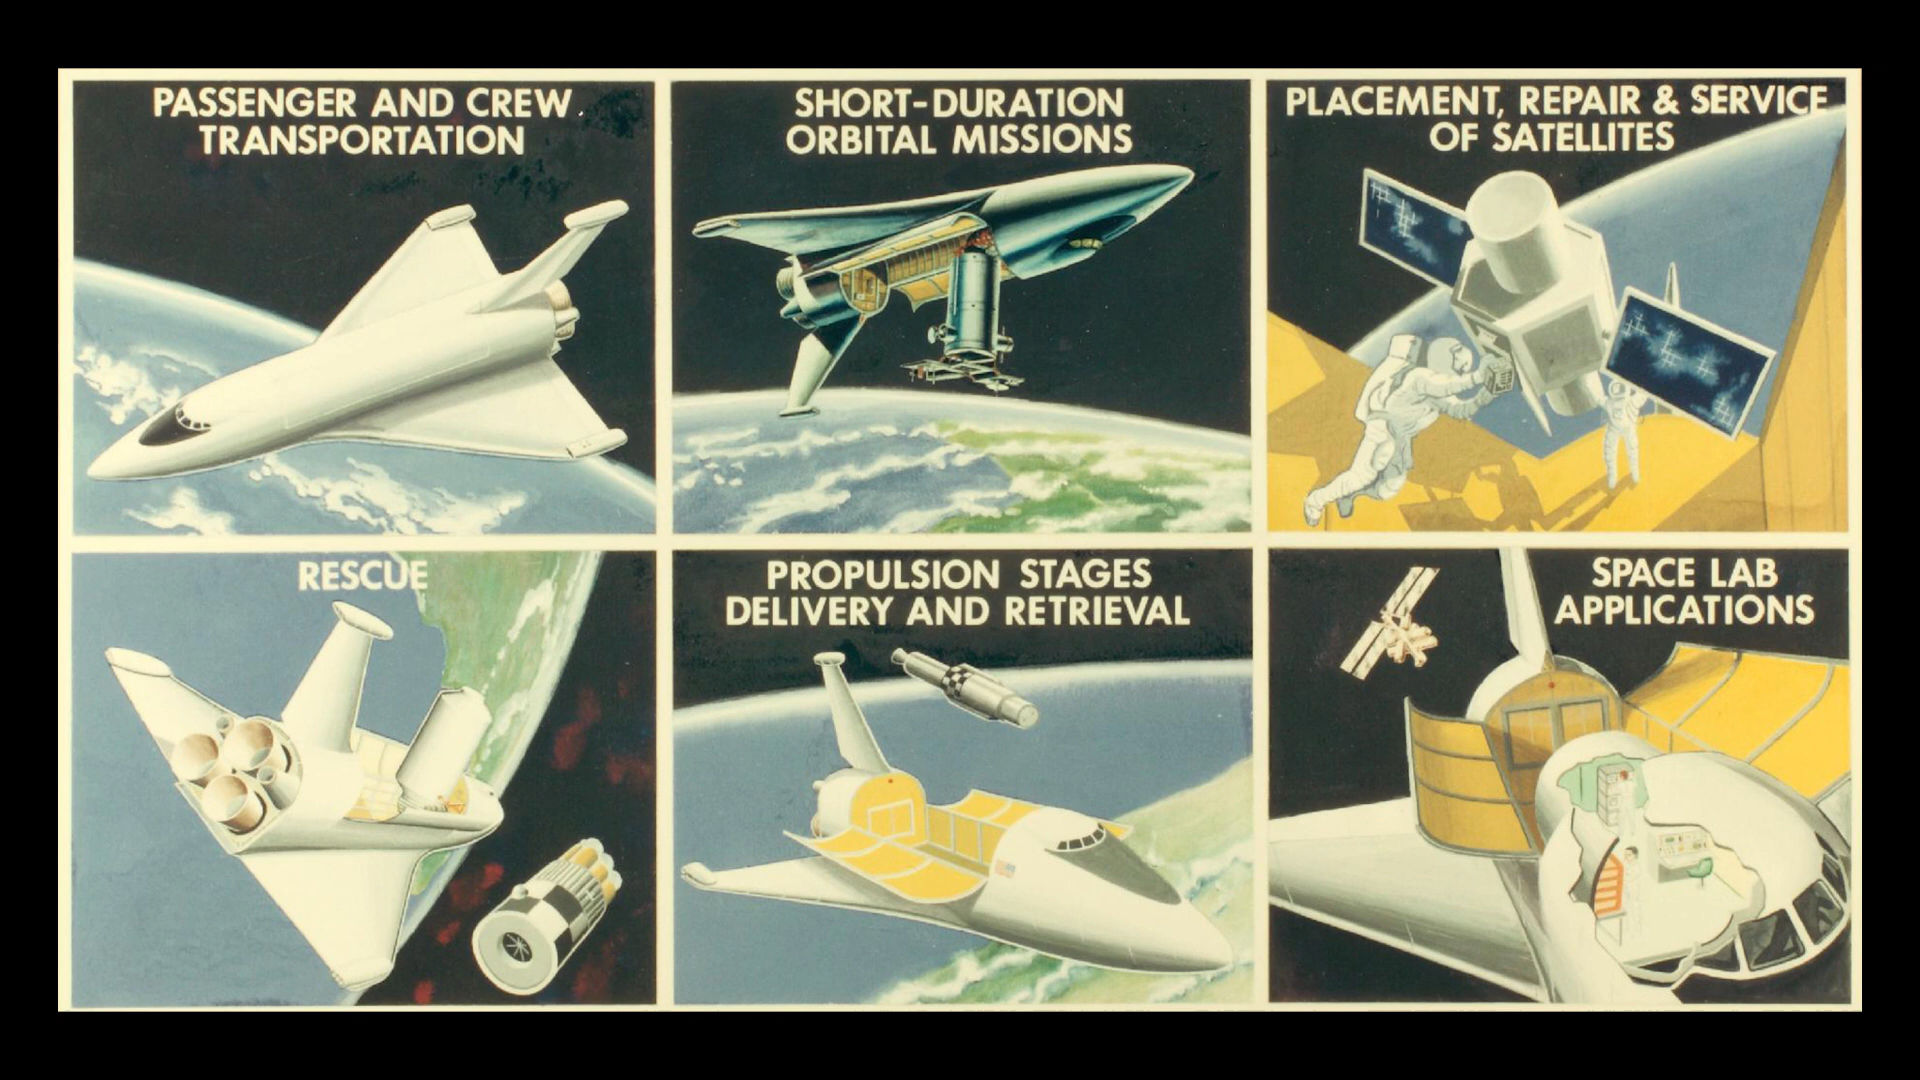 PASSENGER AND CREW
TRANSPORTATION
SHORT-DURATION
ORBITAL MISSIONS
PLACEMENT, REPAIR & SERVICE
OF SATELLITES
RESCUE
PROPULSION STAGES
DELIVERY AND RETRIEVAL
SPACE LAB
APPLICATIONS